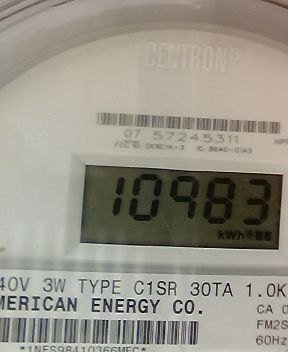 CENTRON®
07 57245311
10983
kWh
40V 3W TYPE C1SR 30TA 1.0K
MERICAN ENERGY CO.
CA 0
FM2S
60Hz